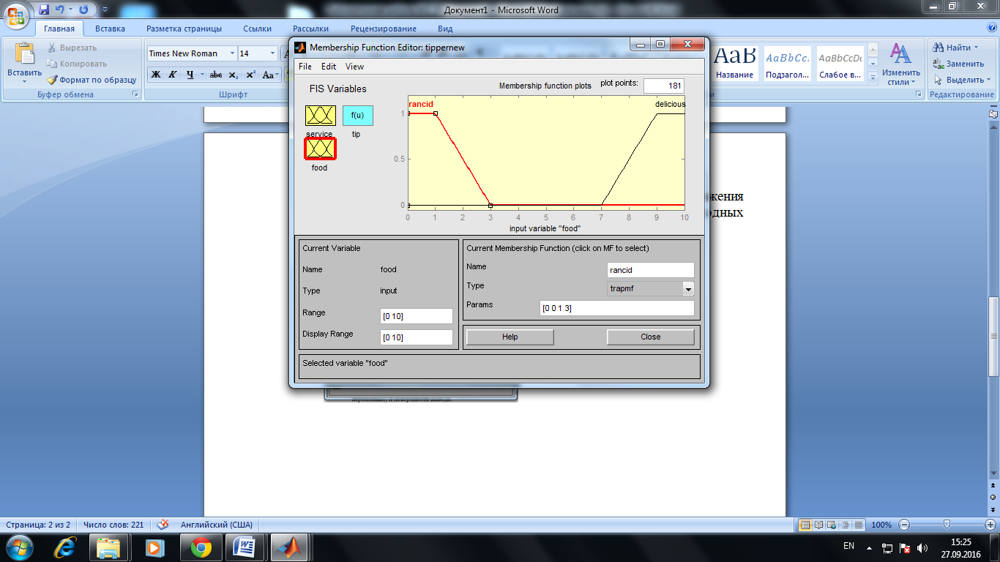 Документ1 - Microsoft Word
Главная Вставка Разметка страницы Ссылки Рассылки Рецензирование Вид
Вставить
Вырезать
Копировать
Формат по образцу
Буфер обмена
Times New Roman 14
Ж К Ч abc x₂ x² Aa
Шрифт
АаВ AaBbCc. AaBbCcDc
Название Подзагол... Слабое в...
Изменить стили
Найти
Заменить
Выделить
Редактирование
Membership Function Editor: tippernew
File Edit View
FIS Variables
service
f(u)
tip
food
Membership function plots plot points: 181
rancid delicious
1
0.5
0
0 1 2 3 4 5 6 7 8 9 10
input variable "food"
Current Variable
Name food
Type input
Range [0 10]
Display Range [0 10]
Current Membership Function (click on MF to select)
Name rancid
Type trapmf
Params [0 0 1 3]
Help Close
Selected variable "food"
жения
одных
Страница: 2 из 2 Число слов: 221 Английский (США) 100%
EN
15:25
27.09.2016